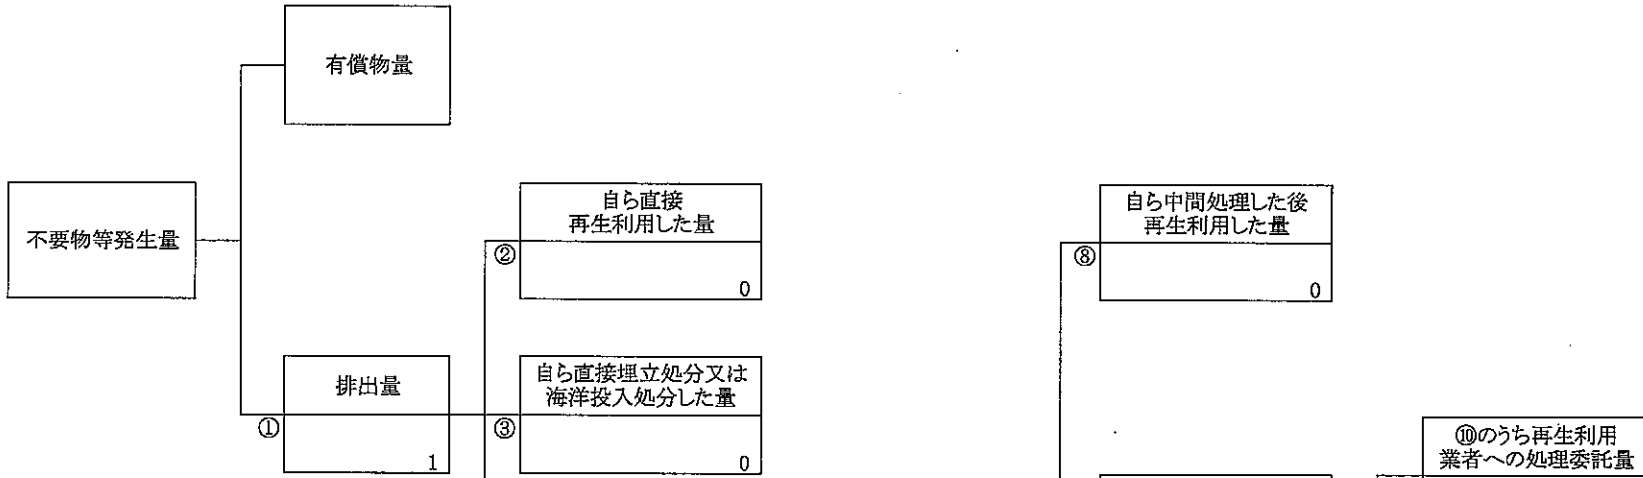 有償物量
不要物等発生量
自ら直接
再生利用した量
②
0
自ら中間処理した後
再生利用した量
⑧
0
排出量
①
1
自ら直接埋立処分又は
海洋投入処分した量
③
0
⑩のうち再生利用
業者への処理委託量